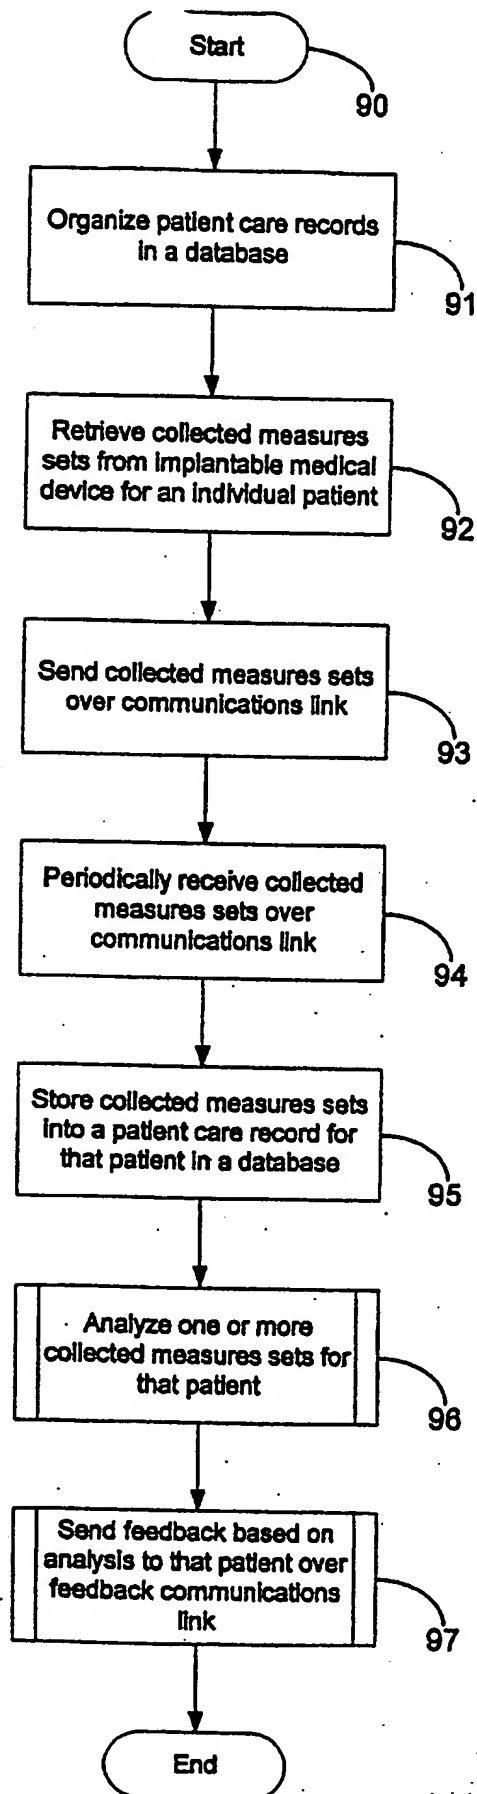 Start
90
Organize patient care records
in a database
91
Retrieve collected measures
sets from implantable medical
device for an individual patient
92
Send collected measures sets
over communications link
93
Periodically receive collected
measures sets over
communications link
94
Store collected measures sets
into a patient care record for
that patient in a database
95
Analyze one or more
collected measures sets for
that patient
96
Send feedback based on
analysis to that patient over
feedback communications
link
97
End